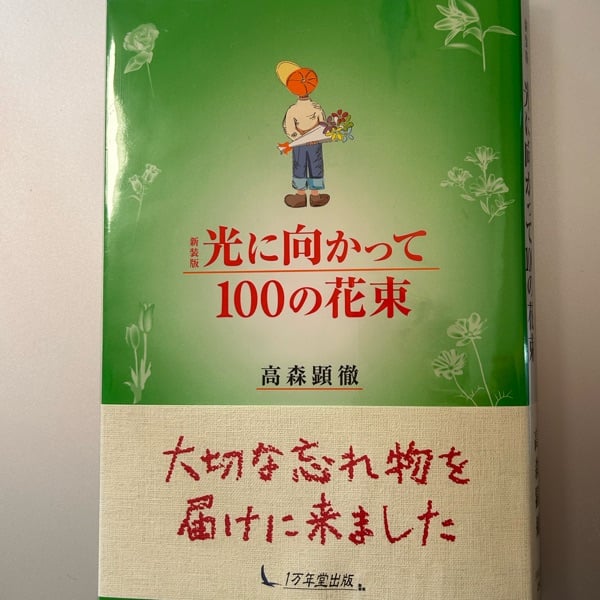 新装版
光に向かって
100の花束
高森顕徹
大切な忘れ物を
届けに来ました
1万年堂出版